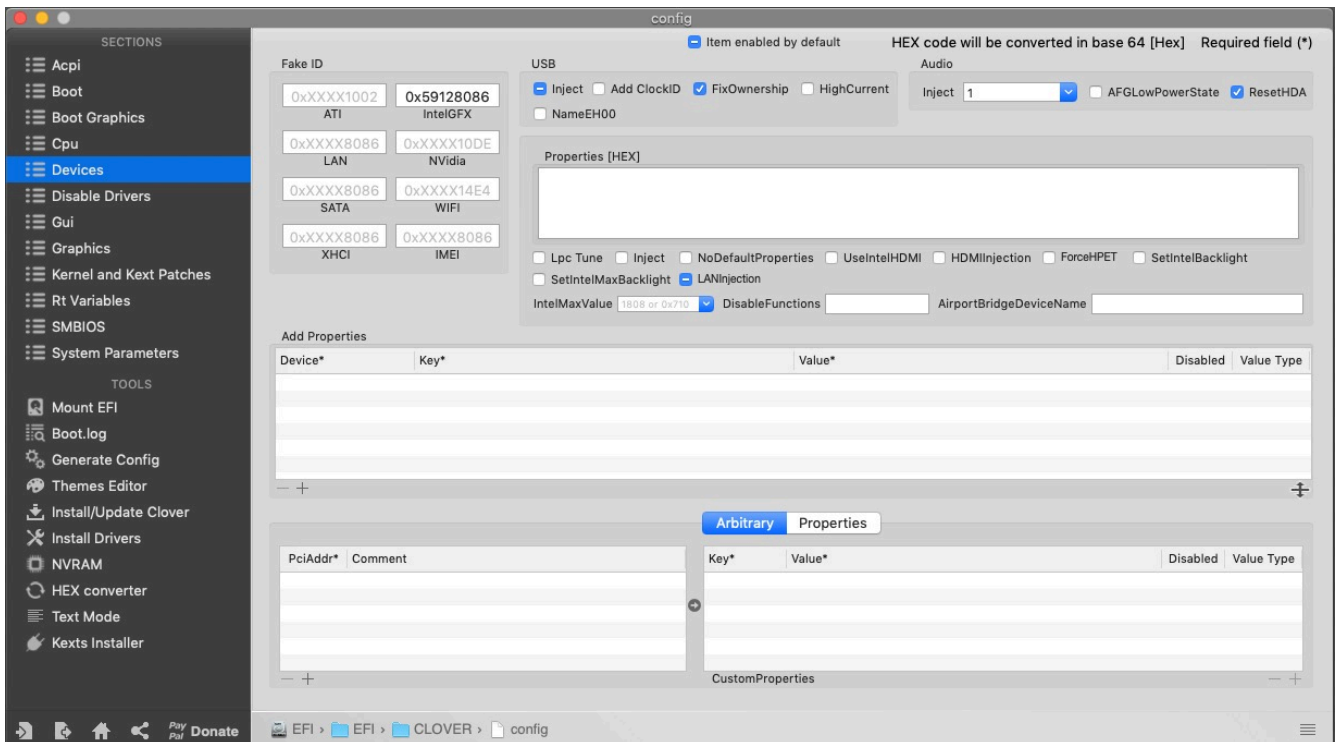 config
SECTIONS
Acpi
Boot
Boot Graphics
Cpu
Devices
Disable Drivers
Gui
Graphics
Kernel and Kext Patches
Rt Variables
SMBIOS
System Parameters
TOOLS
Mount EFI
Boot.log
Generate Config
Themes Editor
Install/Update Clover
Install Drivers
NVRAM
HEX converter
Text Mode
Kexts Installer
Pay Pal Donate
Item enabled by default HEX code will be converted in base 64 [Hex] Required field (*)
Fake ID
0xXXXX1002 0x59128086
ATI IntelGFX
0xXXXX8086 0xXXXX10DE
LAN NVidia
0xXXXX8086 0xXXXX14E4
SATA WIFI
0xXXXX8086 0xXXXX8086
XHCI IMEI
USB
Inject Add ClockID FixOwnership HighCurrent
NameEH00
Audio
Inject 1 AFGLowPowerState ResetHDA
Properties [HEX]
Lpc Tune Inject NoDefaultProperties UseIntelHDMI HDMIInjection ForceHPET SetIntelBacklight
SetIntelMaxBacklight LANInjection
IntelMaxValue 1808 or 0x710 DisableFunctions AirportBridgeDeviceName
Add Properties
Device* Key* Value* Disabled Value Type
Arbitrary Properties
PciAddr* Comment
Key* Value* Disabled Value Type
CustomProperties
EFI › EFI › CLOVER › config